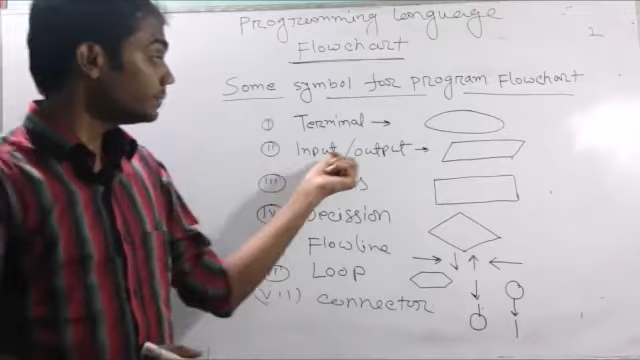 Programming Language
Flowchart
1
Some symbol for program Flowchart
(I) Terminal →
(II) Input/output →
(III) s
(IV) Decission
Flowline
Loop
(VII) connector